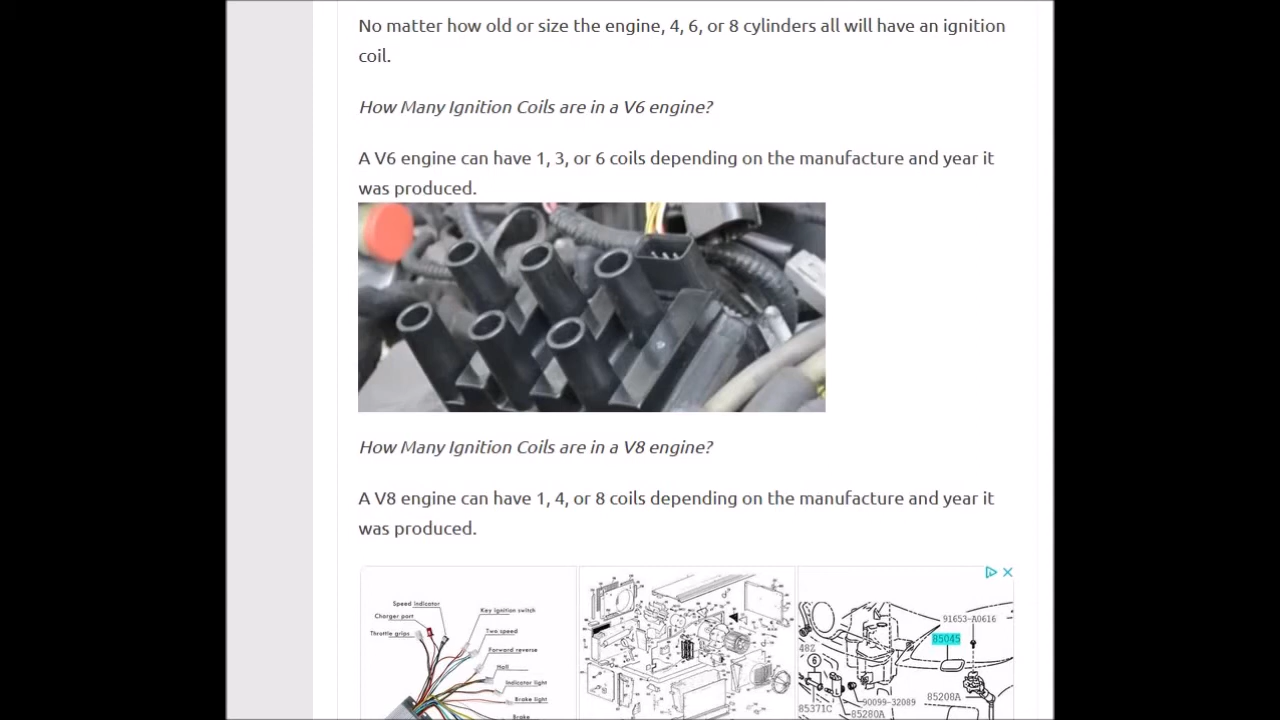 No matter how old or size the engine, 4, 6, or 8 cylinders all will have an ignition
coil.
How Many Ignition Coils are in a V6 engine?
A V6 engine can have 1, 3, or 6 coils depending on the manufacture and year it
was produced.
How Many Ignition Coils are in a V8 engine?
A V8 engine can have 1, 4, or 8 coils depending on the manufacture and year it
was produced.
Speed indicator
Key ignition switch
Charger port
Throttle grips
Two speed
Forward reverse
Hall
Indicator light
Brake light
Brake
91653-A0616
85045
48Z
6
85371C
90099-32089
85280A
85208A